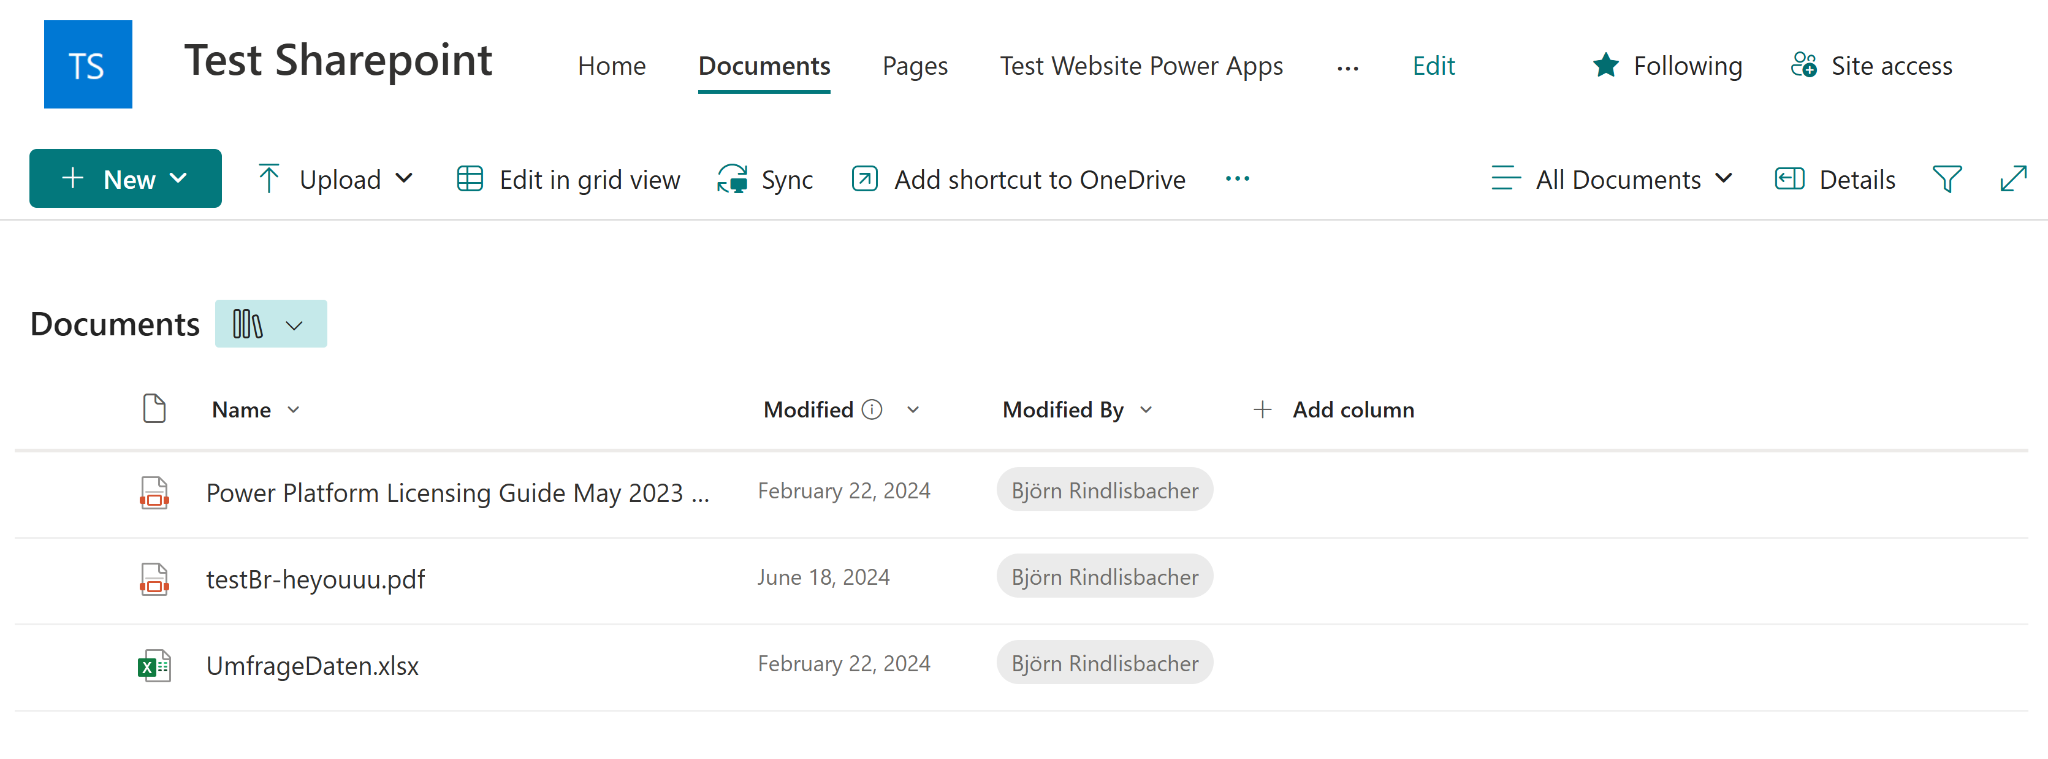 TS Test Sharepoint Home Documents Pages Test Website Power Apps ... Edit Following Site access
+ New Upload Edit in grid view Sync Add shortcut to OneDrive ... All Documents Details
Documents
Name Modified Modified By + Add column
Power Platform Licensing Guide May 2023 ... February 22, 2024 Björn Rindlisbacher
testBr-heyouuu.pdf June 18, 2024 Björn Rindlisbacher
UmfrageDaten.xlsx February 22, 2024 Björn Rindlisbacher